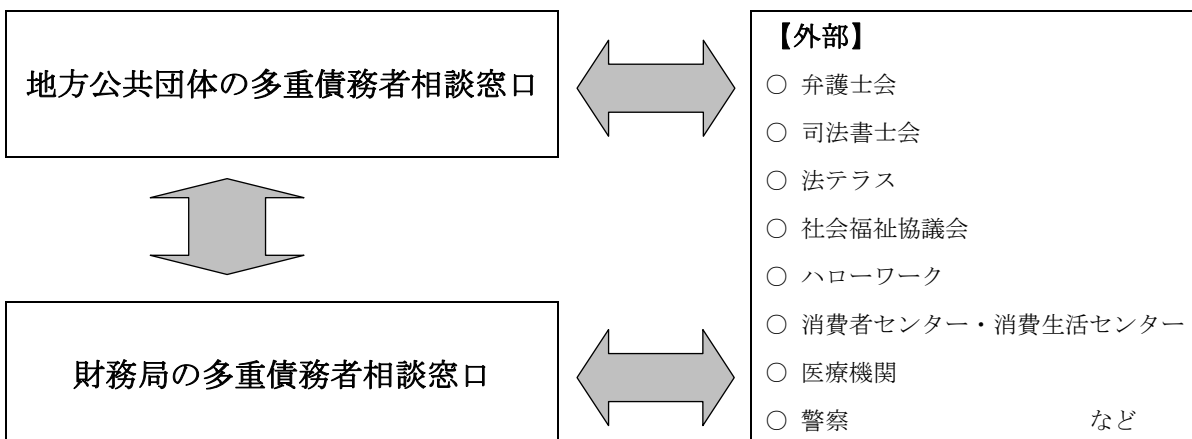 地方公共団体の多重債務者相談窓口
財務局の多重債務者相談窓口
【外部】
○ 弁護士会
○ 司法書士会
○ 法テラス
○ 社会福祉協議会
○ ハローワーク
○ 消費者センター・消費生活センター
○ 医療機関
○ 警察 など